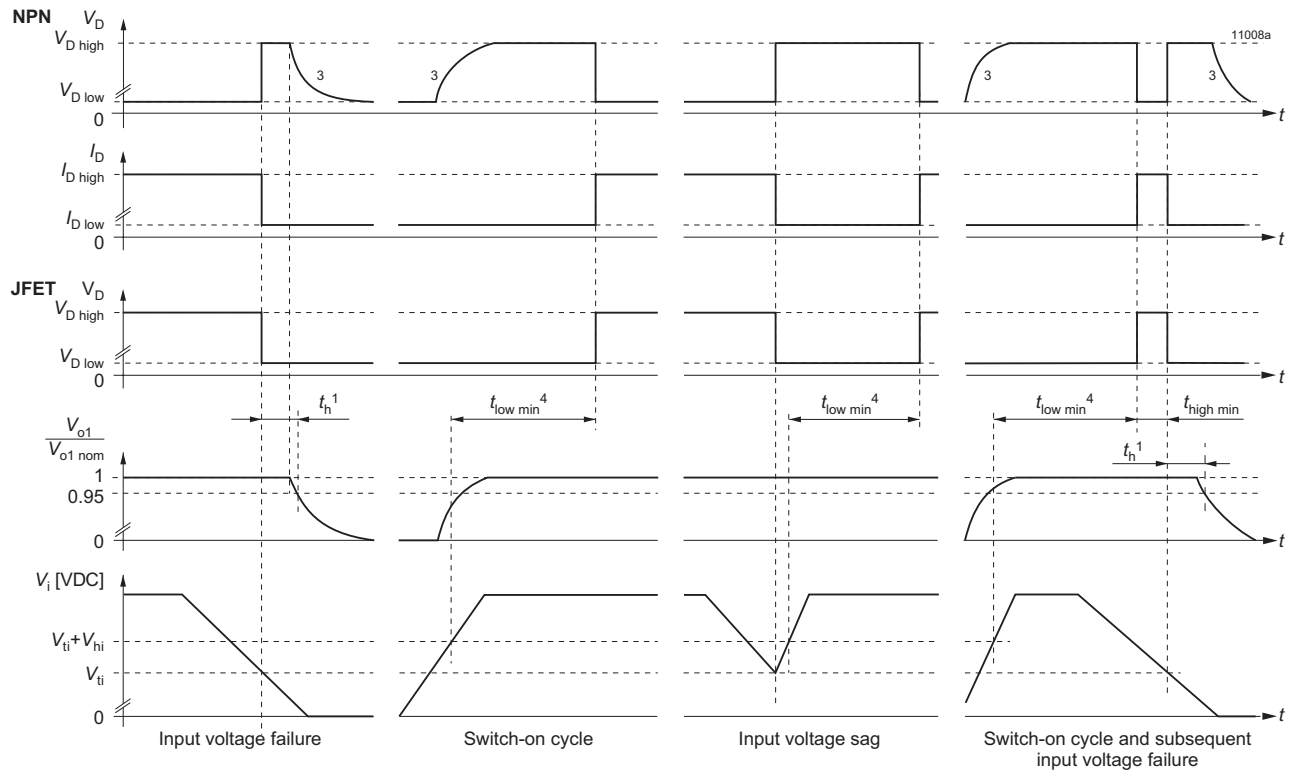 NPN V_D
11008a
V_D high
3 3 3 3
V_D low
0
t
I_D
I_D high
I_D low
0
t
JFET V_D
V_D high
V_D low
0
t
t_h^1 t_low min^4 t_low min^4 t_low min^4 t_high min
V_o1
V_o1 nom
t_h^1
1
0.95
0
t
V_i [VDC]
V_ti+V_hi
V_ti
0
t
Input voltage failure Switch-on cycle Input voltage sag Switch-on cycle and subsequent
input voltage failure